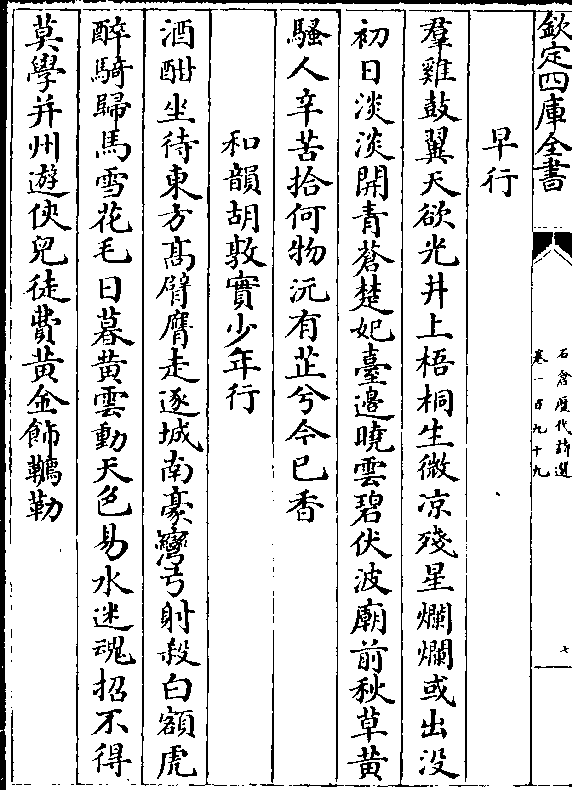 欽定四庫全書
石倉歷代詩選
卷一百九十九
七
早行
羣雞鼓翼天欲光井上梧桐生微凉殘星爛爛或出没
初日淡淡開青蒼楚妃臺邊曉雲碧伏波廟前秋草黄
騷人辛苦拾何物沅有芷兮今已香
和韻胡敦實少年行
酒酣坐待東方髙臂鷹走逐城南豪彎弓射殺白額虎
醉騎歸馬雪花毛日暮黄雲動天色易水迷魂招不得
莫學并州遊俠兒徒費黄金飾韉勒